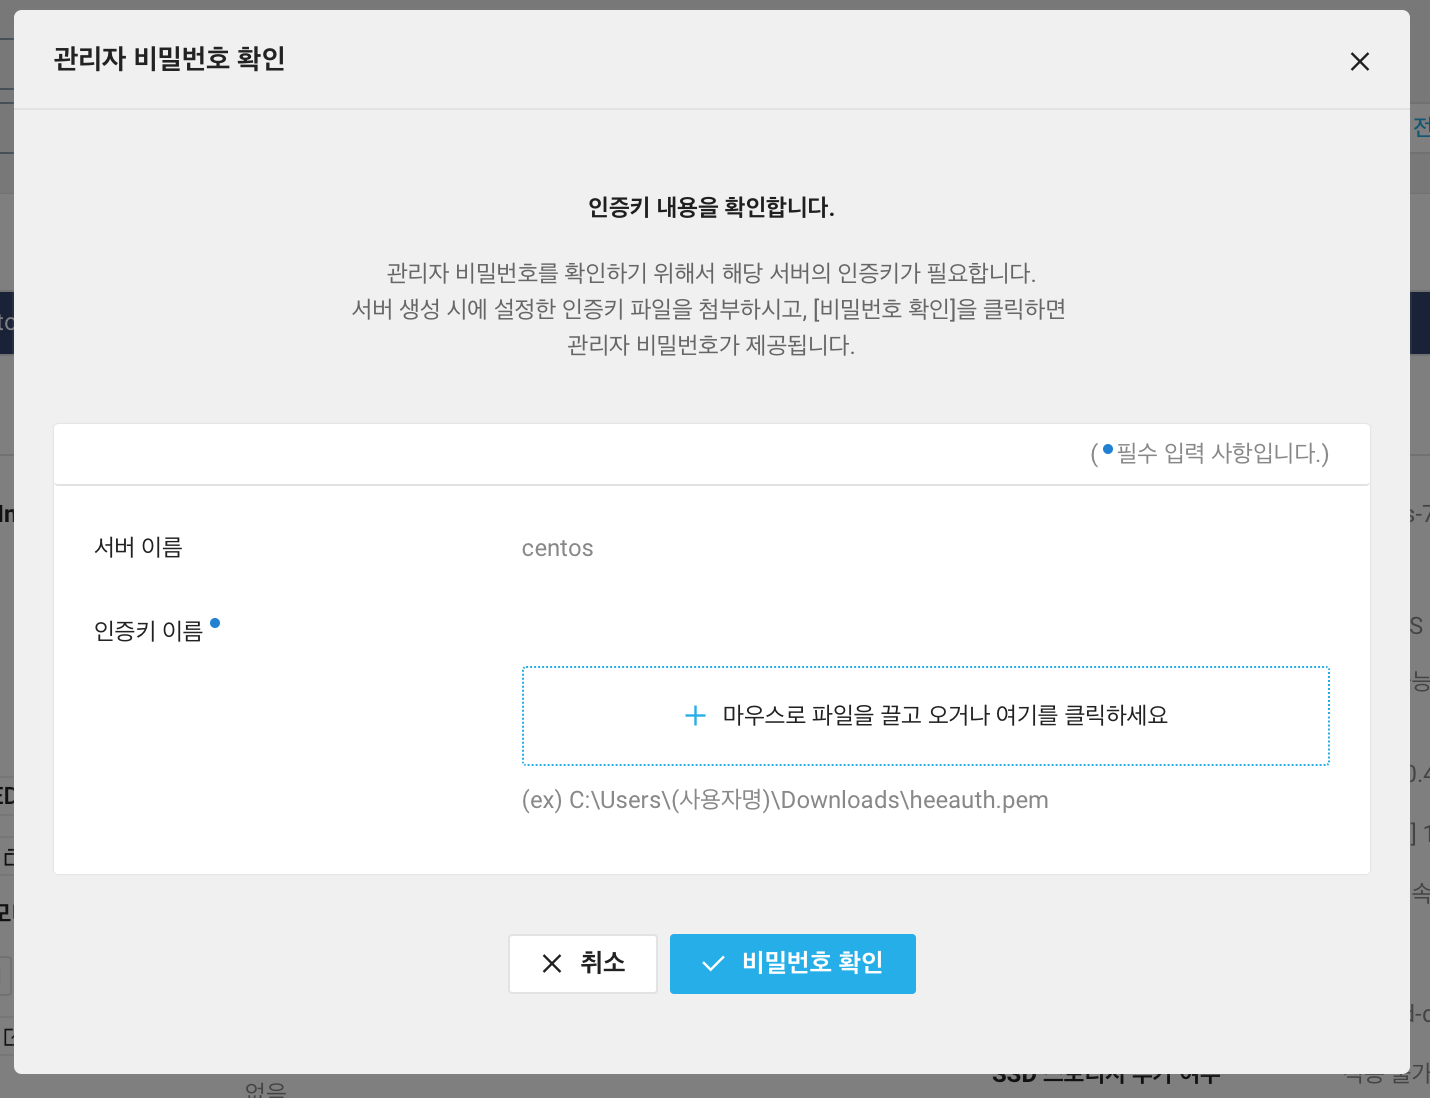 관리자 비밀번호 확인
인증키 내용을 확인합니다.
관리자 비밀번호를 확인하기 위해서 해당 서버의 인증키가 필요합니다.
서버 생성 시에 설정한 인증키 파일을 첨부하시고, [비밀번호 확인]을 클릭하면
관리자 비밀번호가 제공됩니다.
( •필수 입력 사항입니다.)
서버 이름
centos
인증키 이름 •
마우스로 파일을 끌고 오거나 여기를 클릭하세요
(ex) C:\Users\(사용자명)\Downloads\heeauth.pem
취소
비밀번호 확인
없음